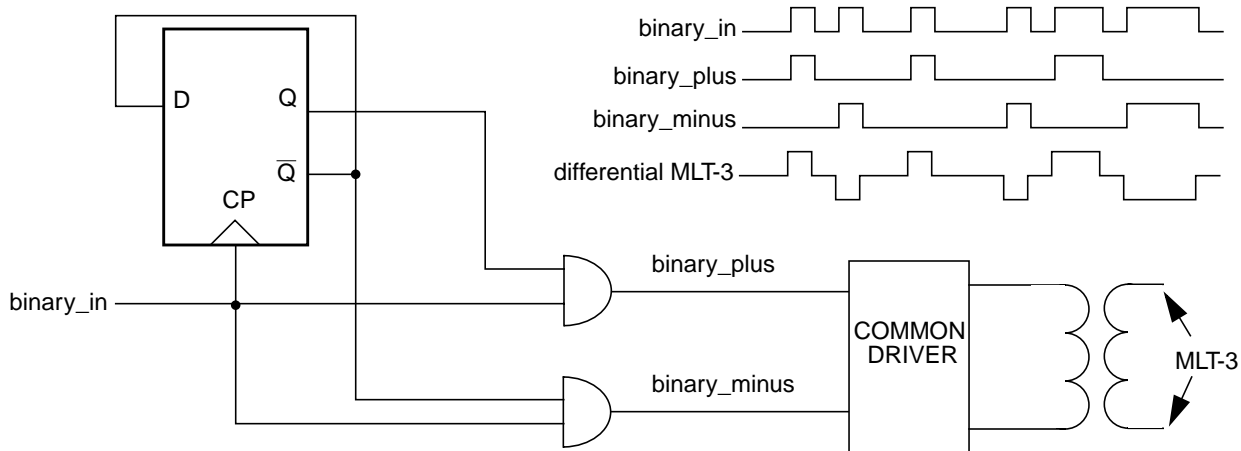 binary_in
binary_plus
binary_minus
differential MLT-3
D
Q
Q̅
CP
binary_in
binary_plus
binary_minus
COMMON
DRIVER
MLT-3